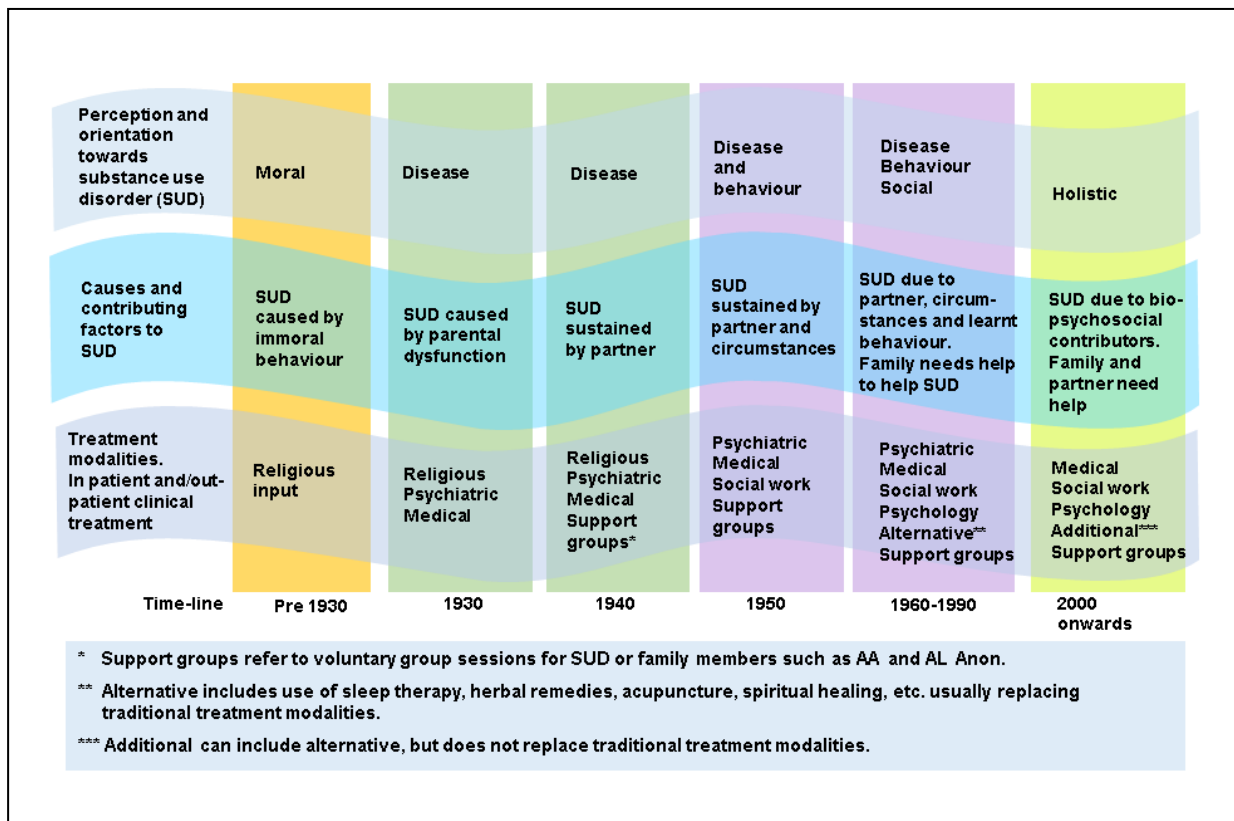 Perception and
orientation
towards
substance use
disorder (SUD)
Moral
Disease
Disease
Disease
and
behaviour
Disease
Behaviour
Social
Holistic
Causes and
contributing
factors to
SUD
SUD
caused by
immoral
behaviour
SUD caused
by parental
dysfunction
SUD
sustained
by partner
SUD
sustained by
partner and
circumstances
SUD due to
partner, circum-
stances and learnt
behaviour.
Family needs help
to help SUD
SUD due to bio-
psychosocial
contributors.
Family and
partner need
help
Treatment
modalities.
In patient and/out-
patient clinical
treatment
Religious
input
Religious
Psychiatric
Medical
Religious
Psychiatric
Medical
Support
groups*
Psychiatric
Medical
Social work
Support
groups
Psychiatric
Medical
Social work
Psychology
Alternative**
Support groups
Medical
Social work
Psychology
Additional***
Support groups
Time-line
Pre 1930
1930
1940
1950
1960-1990
2000
onwards
* Support groups refer to voluntary group sessions for SUD or family members such as AA and AL Anon.
** Alternative includes use of sleep therapy, herbal remedies, acupuncture, spiritual healing, etc. usually replacing
traditional treatment modalities.
*** Additional can include alternative, but does not replace traditional treatment modalities.